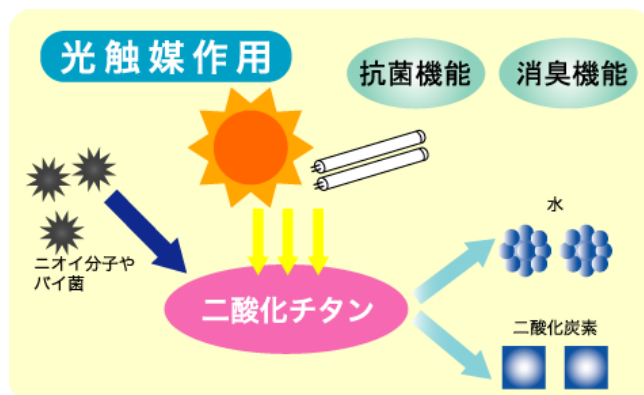 光触媒作用
抗菌機能
消臭機能
ニオイ分子や
バイ菌
二酸化チタン
水
二酸化炭素